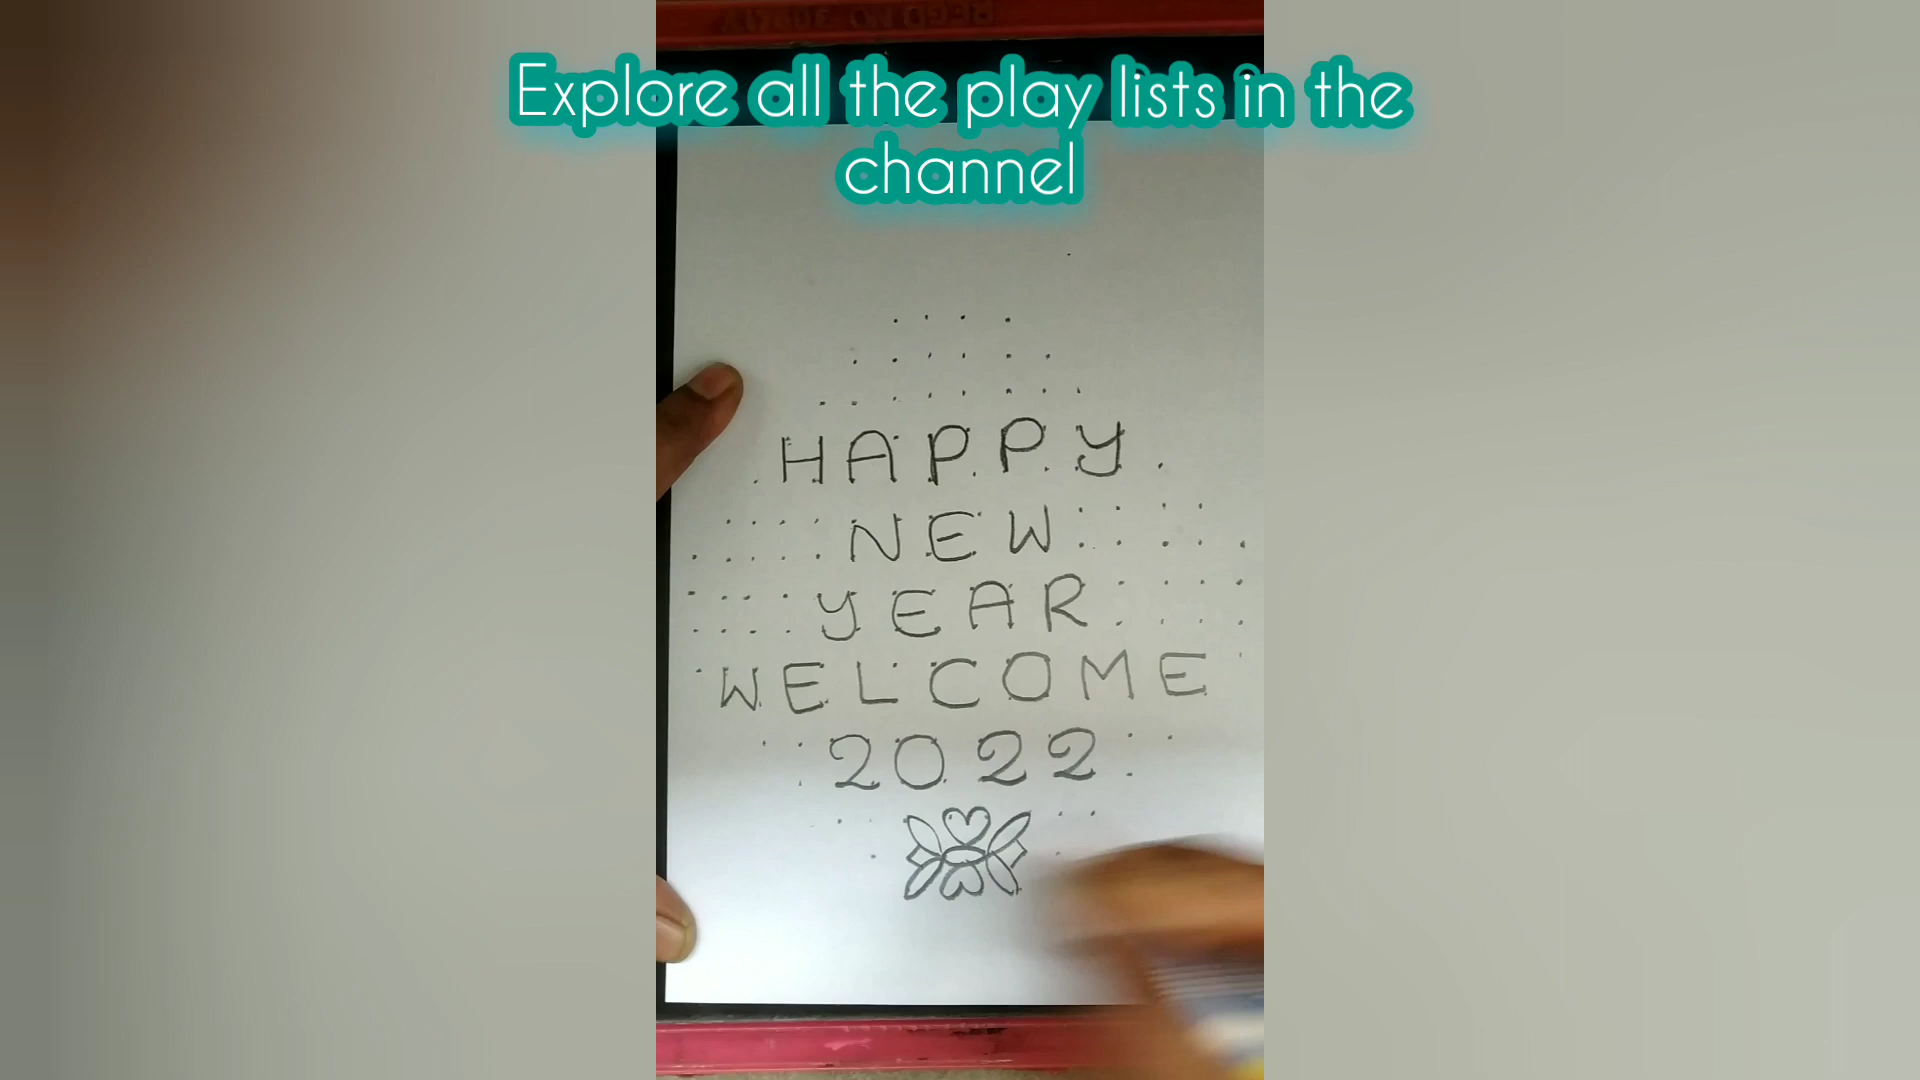 Explore all the play lists in the
channel
HAPPY
NEW
YEAR
WELCOME
2022